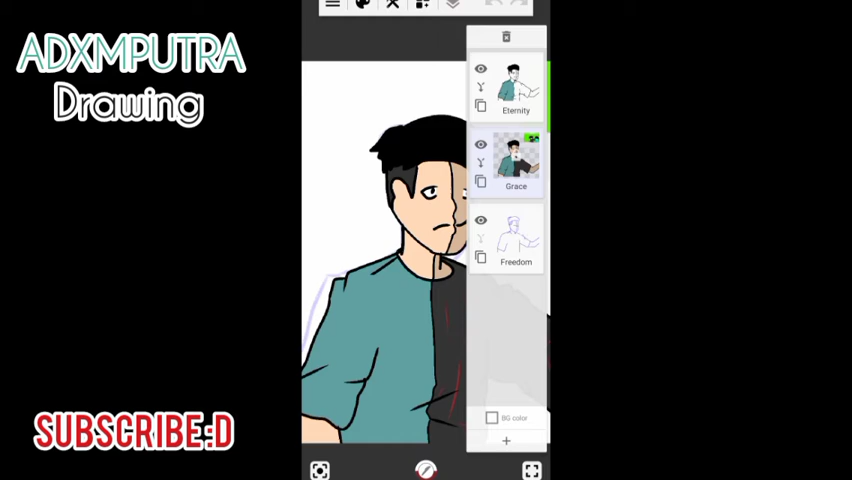 ADXMPUTRA
Drawing
Eternity
Grace
Freedom
BG color
SUBSCRIBE:D